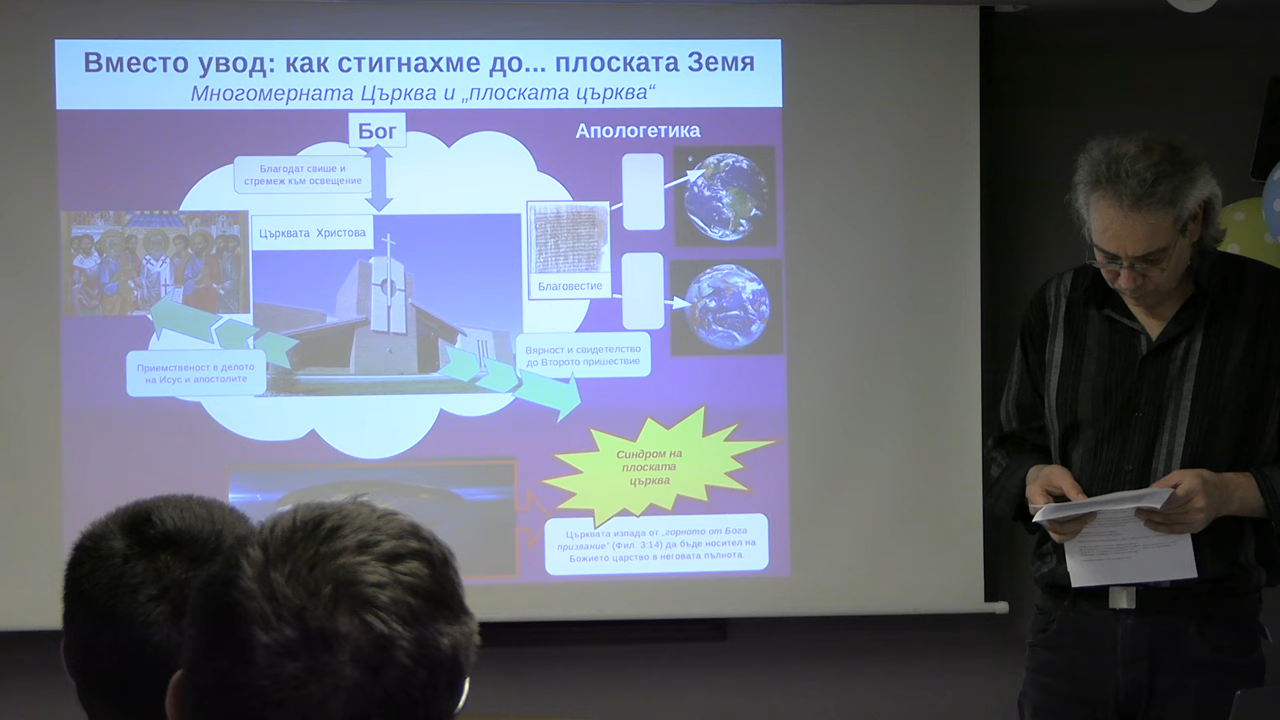 Вместо увод: как стигнахме до... плоската Земя
Многомерната Църква и „плоската църква“
Бог
Апологетика
Благодат свише и
стремеж към освещение
Църквата Христова
Благовестие
Вярност и свидетелство
до Второто пришествие
Приемственост в делото
на Исус и апостолите
Синдром на
плоската
църква
Църквата изпада от „горното от Бога
призвание“ (Фил. 3:14) да бъде носител на
Божието царство в неговата пълнота.